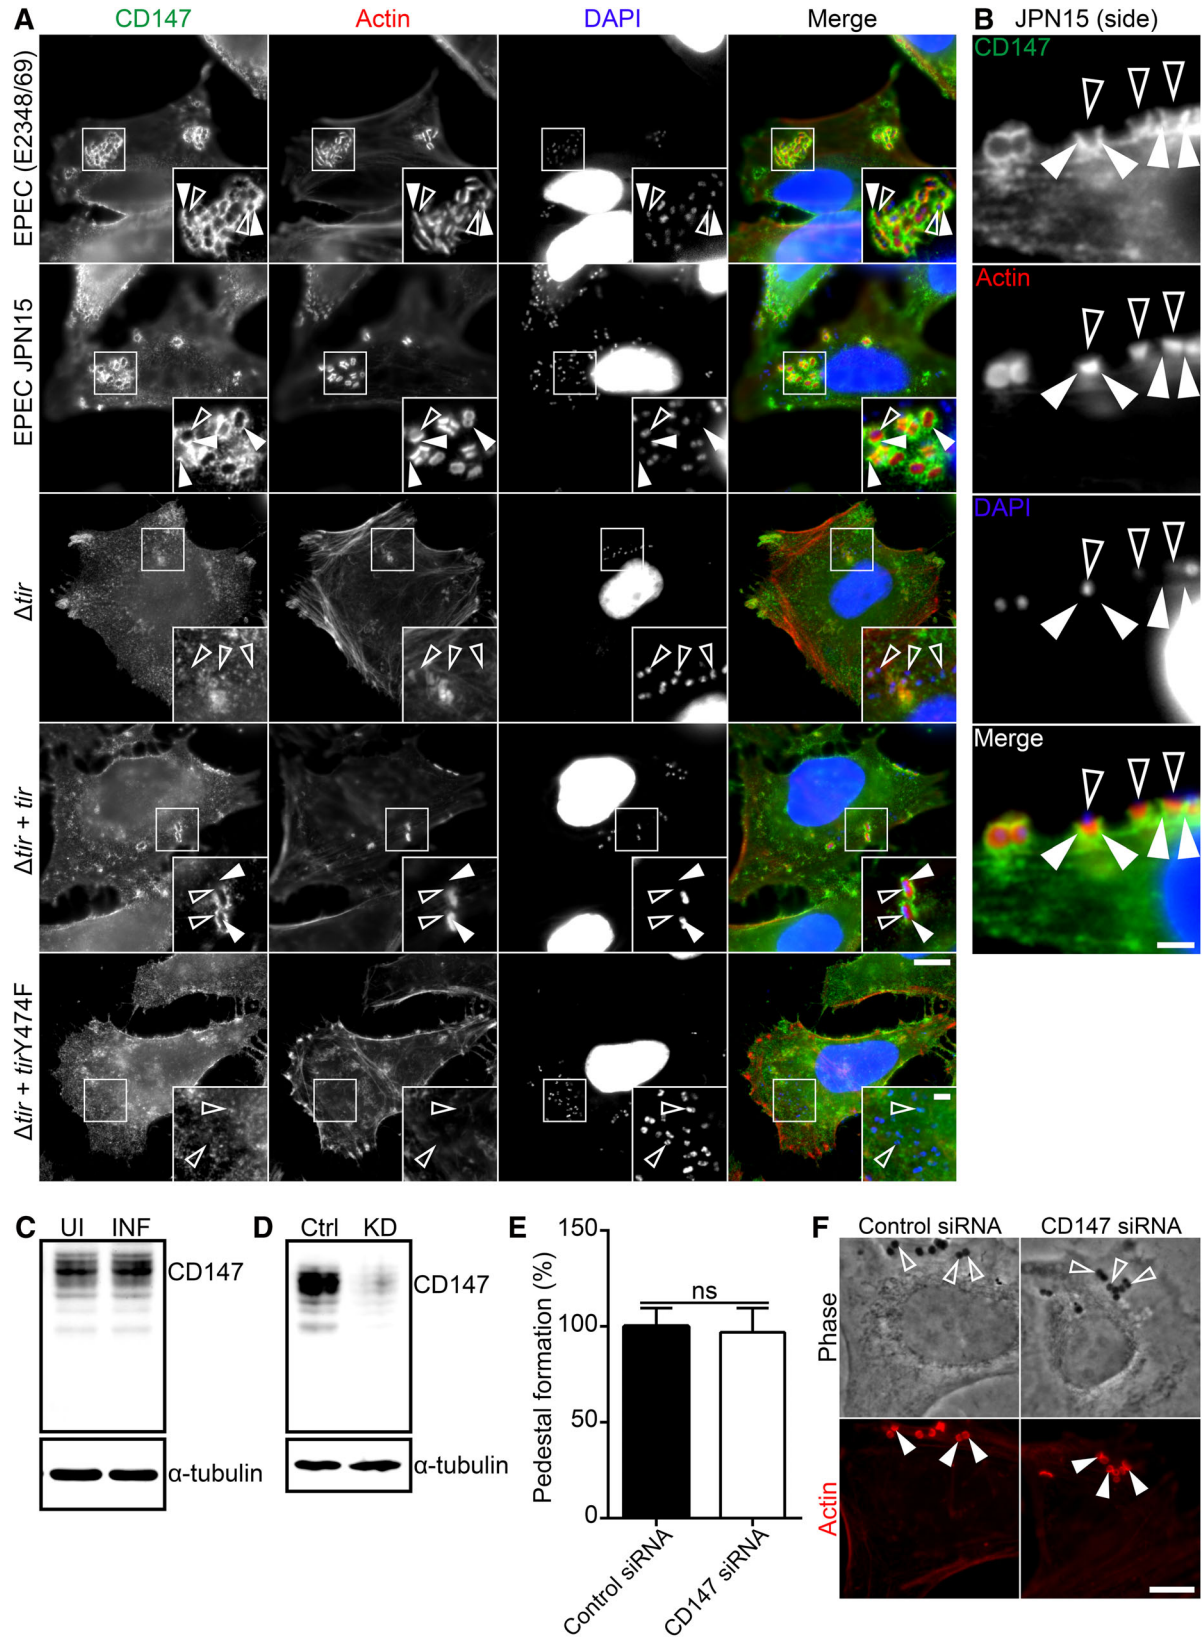 A CD147 Actin DAPI Merge
EPEC (E2348/69)
EPEC JPN15
Δtir
Δtir + tir
Δtir + tirY474F
B JPN15 (side)
CD147
Actin
DAPI
Merge
C UI INF
CD147
α-tubulin
D Ctrl KD
CD147
α-tubulin
E
Pedestal formation (%)
150
100
50
0
ns
Control siRNA
CD147 siRNA
F Control siRNA CD147 siRNA
Phase
Actin